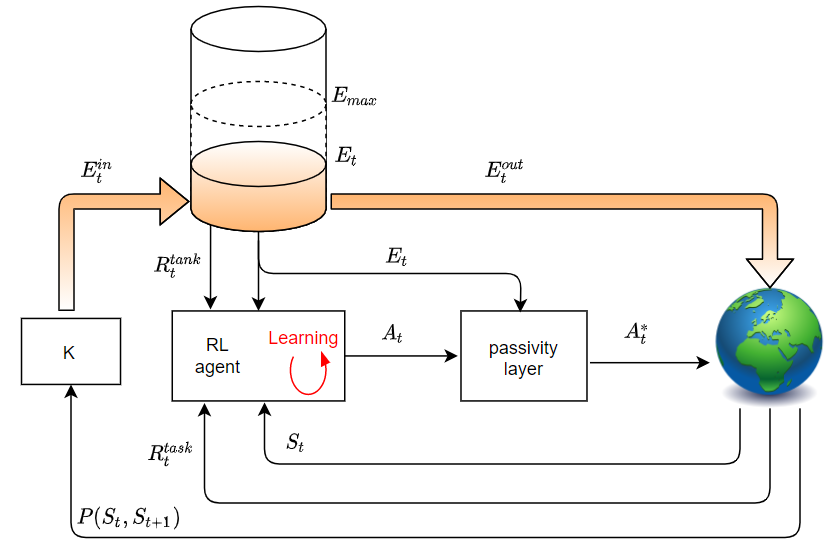 $E_{max}$
$E_t$
$E_t^{in}$
$E_t^{out}$
$R_t^{tank}$
$E_t$
K
RL
agent
Learning
$A_t$
passivity
layer
$A_t^*$
$R_t^{task}$
$S_t$
$P(S_t, S_{t+1})$